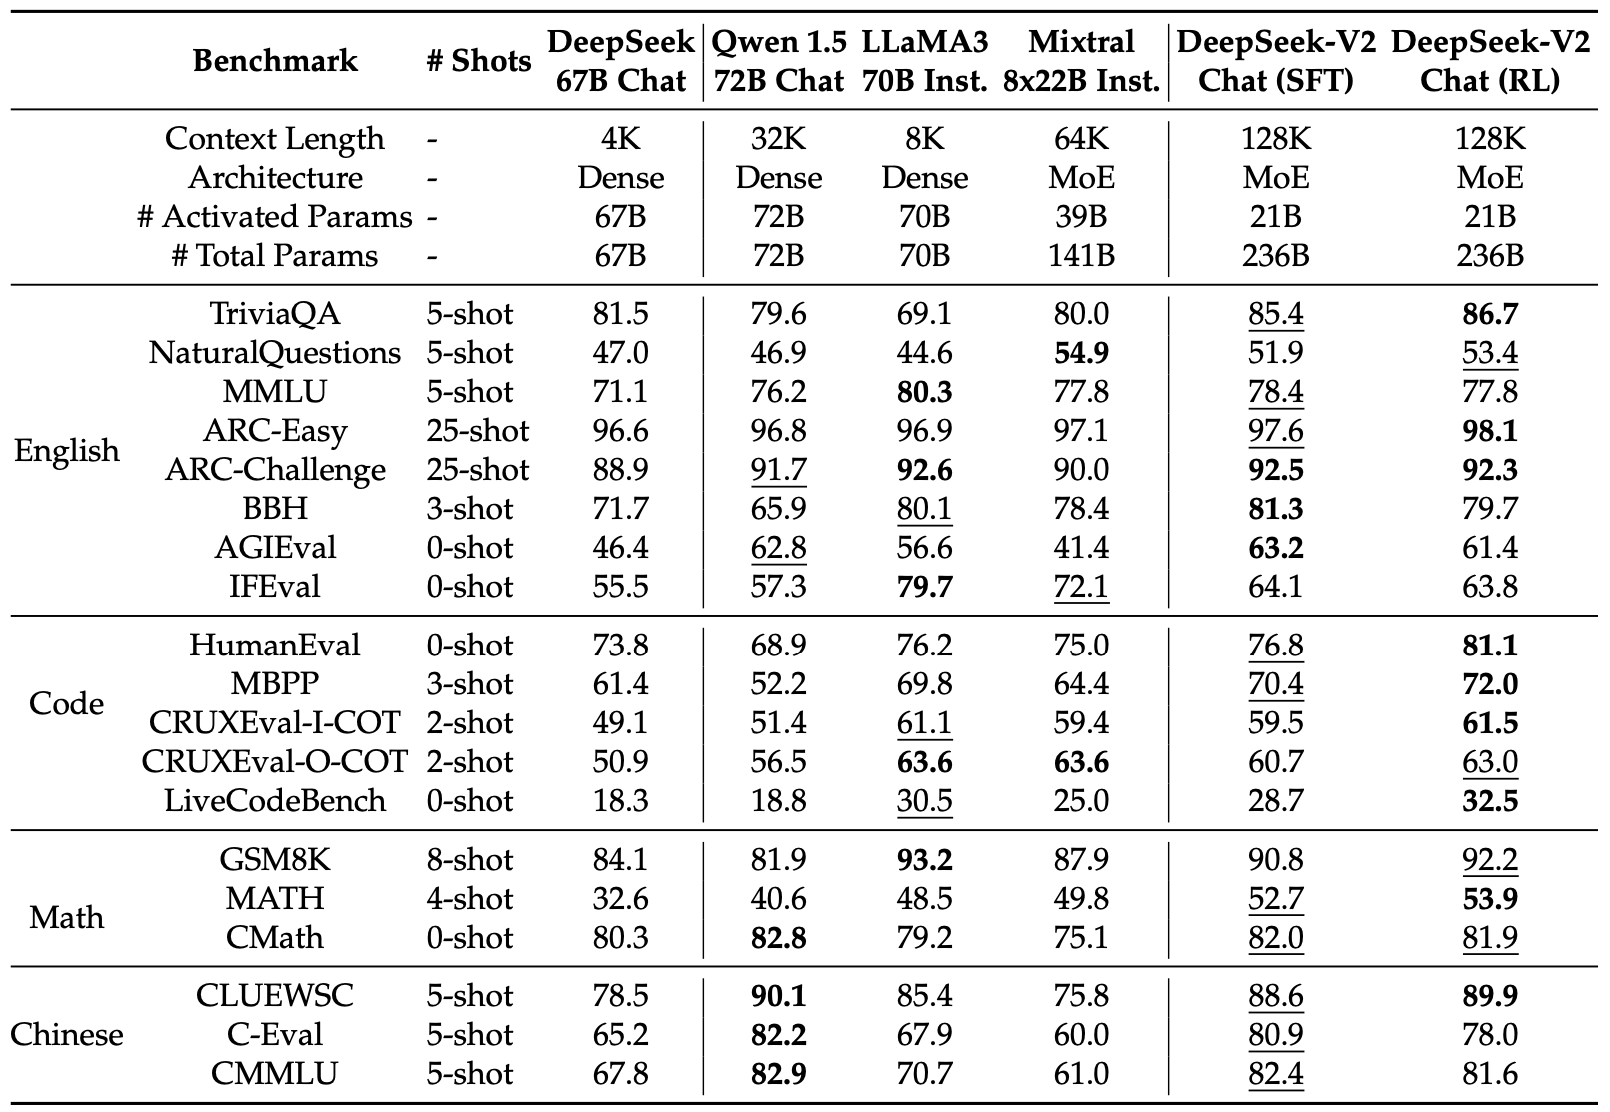 Benchmark # Shots DeepSeek 67B Chat Qwen 1.5 72B Chat LLaMA3 70B Inst. Mixtral 8x22B Inst. DeepSeek-V2 Chat (SFT) DeepSeek-V2 Chat (RL)
Context Length - 4K 32K 8K 64K 128K 128K
Architecture - Dense Dense Dense MoE MoE MoE
# Activated Params - 67B 72B 70B 39B 21B 21B
# Total Params - 67B 72B 70B 141B 236B 236B
English
TriviaQA 5-shot 81.5 79.6 69.1 80.0 85.4 86.7
NaturalQuestions 5-shot 47.0 46.9 44.6 54.9 51.9 53.4
MMLU 5-shot 71.1 76.2 80.3 77.8 78.4 77.8
ARC-Easy 25-shot 96.6 96.8 96.9 97.1 97.6 98.1
ARC-Challenge 25-shot 88.9 91.7 92.6 90.0 92.5 92.3
BBH 3-shot 71.7 65.9 80.1 78.4 81.3 79.7
AGIEval 0-shot 46.4 62.8 56.6 41.4 63.2 61.4
IFEval 0-shot 55.5 57.3 79.7 72.1 64.1 63.8
Code
HumanEval 0-shot 73.8 68.9 76.2 75.0 76.8 81.1
MBPP 3-shot 61.4 52.2 69.8 64.4 70.4 72.0
CRUXEval-I-COT 2-shot 49.1 51.4 61.1 59.4 59.5 61.5
CRUXEval-O-COT 2-shot 50.9 56.5 63.6 63.6 60.7 63.0
LiveCodeBench 0-shot 18.3 18.8 30.5 25.0 28.7 32.5
Math
GSM8K 8-shot 84.1 81.9 93.2 87.9 90.8 92.2
MATH 4-shot 32.6 40.6 48.5 49.8 52.7 53.9
CMath 0-shot 80.3 82.8 79.2 75.1 82.0 81.9
Chinese
CLUEWSC 5-shot 78.5 90.1 85.4 75.8 88.6 89.9
C-Eval 5-shot 65.2 82.2 67.9 60.0 80.9 78.0
CMMLU 5-shot 67.8 82.9 70.7 61.0 82.4 81.6